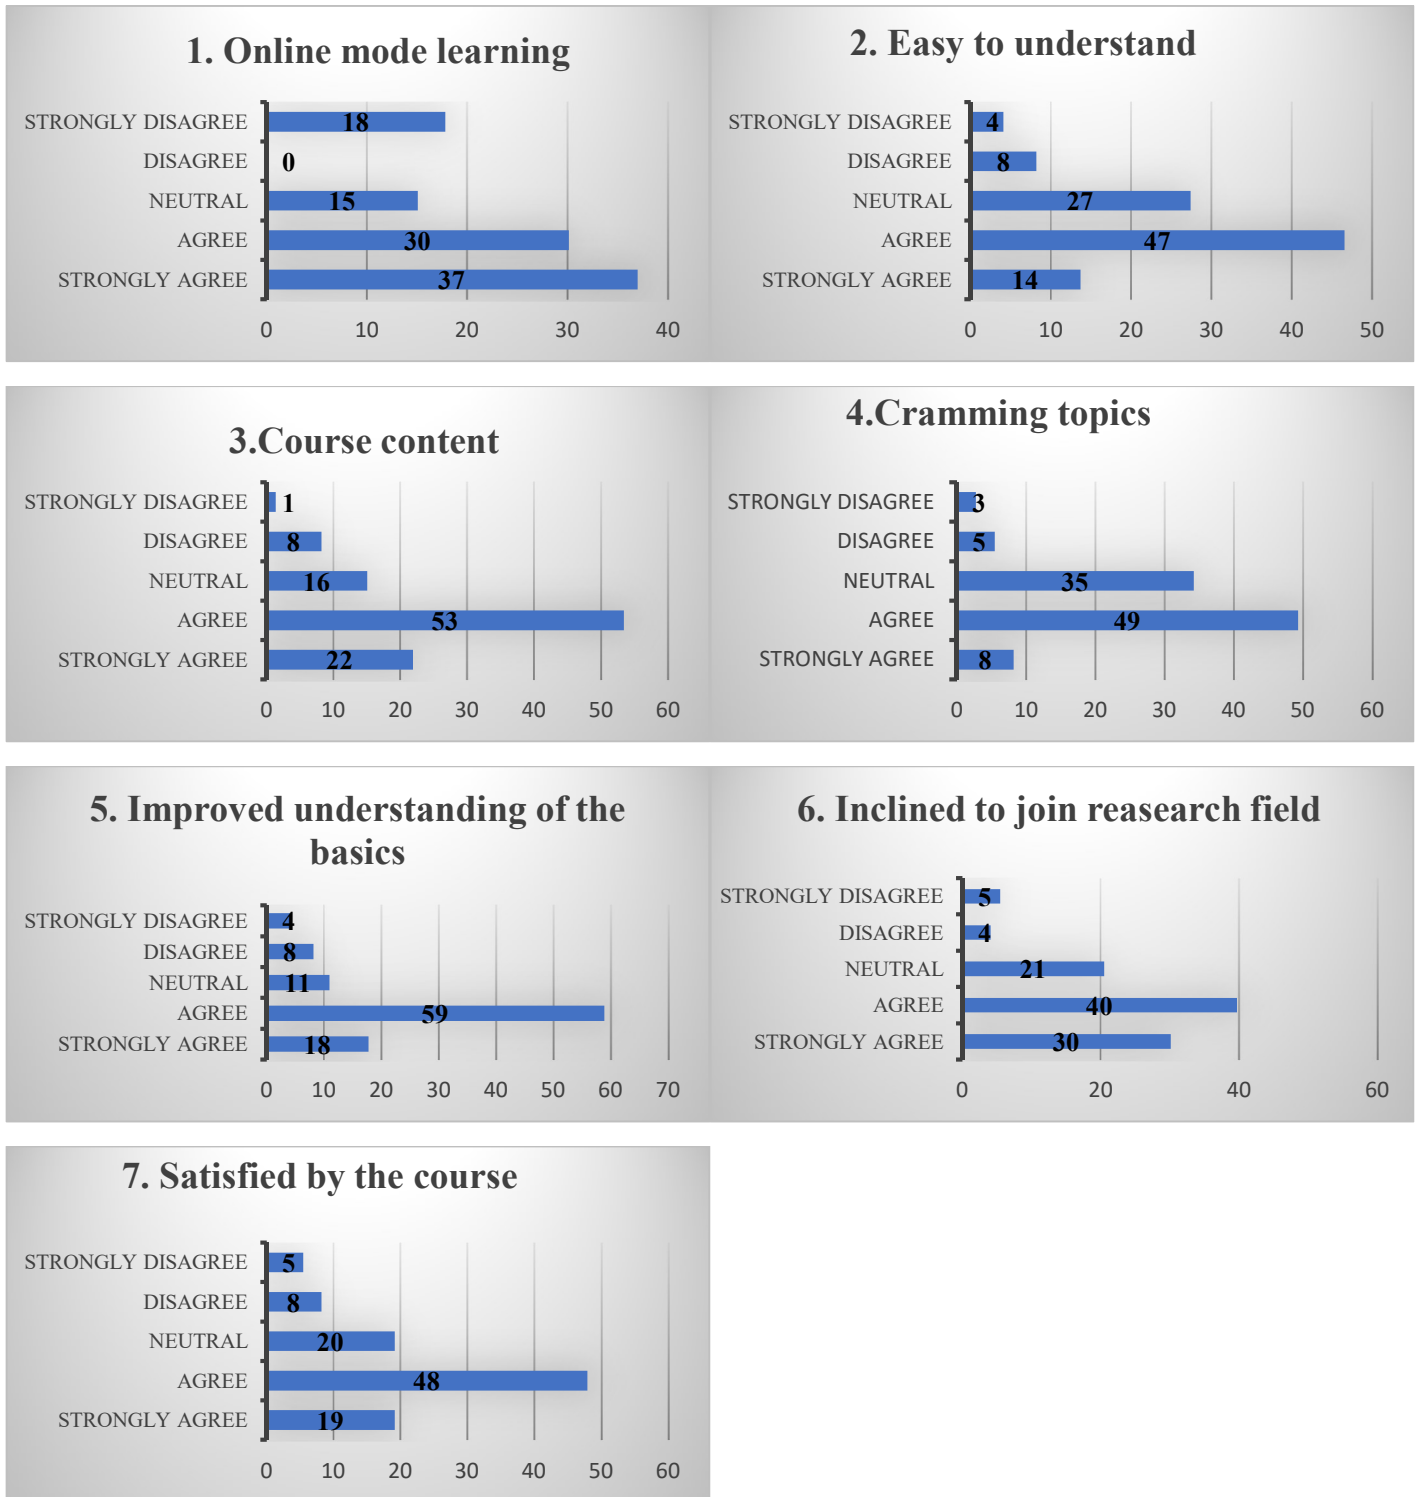 1. Online mode learning
STRONGLY DISAGREE 18
DISAGREE 0
NEUTRAL 15
AGREE 30
STRONGLY AGREE 37
0 10 20 30 40
2. Easy to understand
STRONGLY DISAGREE 4
DISAGREE 8
NEUTRAL 27
AGREE 47
STRONGLY AGREE 14
0 10 20 30 40 50
3.Course content
STRONGLY DISAGREE 1
DISAGREE 8
NEUTRAL 16
AGREE 53
STRONGLY AGREE 22
0 10 20 30 40 50 60
4.Cramming topics
STRONGLY DISAGREE 3
DISAGREE 5
NEUTRAL 35
AGREE 49
STRONGLY AGREE 8
0 10 20 30 40 50 60
5. Improved understanding of the
basics
STRONGLY DISAGREE 4
DISAGREE 8
NEUTRAL 11
AGREE 59
STRONGLY AGREE 18
0 10 20 30 40 50 60 70
6. Inclined to join reasearch field
STRONGLY DISAGREE 5
DISAGREE 4
NEUTRAL 21
AGREE 40
STRONGLY AGREE 30
0 20 40 60
7. Satisfied by the course
STRONGLY DISAGREE 5
DISAGREE 8
NEUTRAL 20
AGREE 48
STRONGLY AGREE 19
0 10 20 30 40 50 60